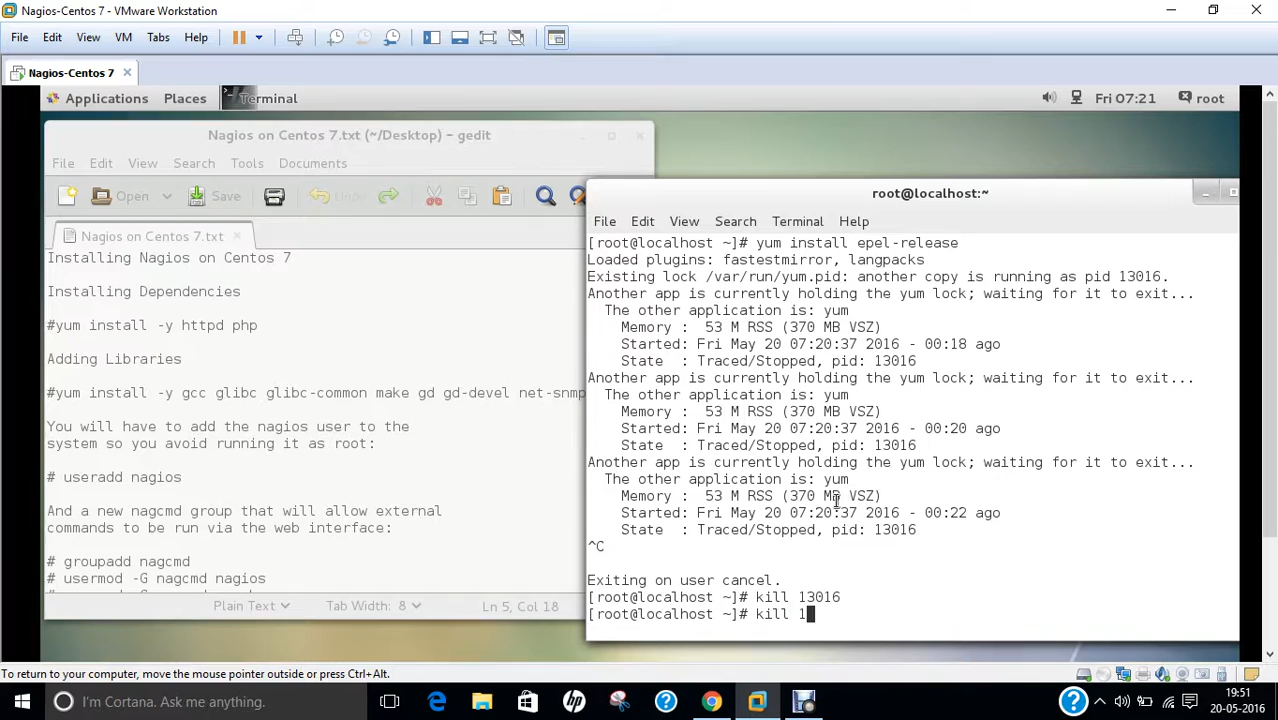 Nagios-Centos 7 - VMware Workstation
File Edit View VM Tabs Help
Nagios-Centos 7
Applications Places Terminal Fri 07:21 root
Nagios on Centos 7.txt (~/Desktop) - gedit
File Edit View Search Tools Documents
Open Save Undo
Nagios on Centos 7.txt
Installing Nagios on Centos 7
Installing Dependencies
#yum install -y httpd php
Adding Libraries
#yum install -y gcc glibc glibc-common make gd gd-devel net-snmp
You will have to add the nagios user to the
system so you avoid running it as root:
# useradd nagios
And a new nagcmd group that will allow external
commands to be run via the web interface:
# groupadd nagcmd
# usermod -G nagcmd nagios
Plain Text Tab Width: 8 Ln 5, Col 18
root@localhost:~
File Edit View Search Terminal Help
[root@localhost ~]# yum install epel-release
Loaded plugins: fastestmirror, langpacks
Existing lock /var/run/yum.pid: another copy is running as pid 13016.
Another app is currently holding the yum lock; waiting for it to exit...
The other application is: yum
Memory : 53 M RSS (370 MB VSZ)
Started: Fri May 20 07:20:37 2016 - 00:18 ago
State : Traced/Stopped, pid: 13016
Another app is currently holding the yum lock; waiting for it to exit...
The other application is: yum
Memory : 53 M RSS (370 MB VSZ)
Started: Fri May 20 07:20:37 2016 - 00:20 ago
State : Traced/Stopped, pid: 13016
Another app is currently holding the yum lock; waiting for it to exit...
The other application is: yum
Memory : 53 M RSS (370 MB VSZ)
Started: Fri May 20 07:20:37 2016 - 00:22 ago
State : Traced/Stopped, pid: 13016
^C
Exiting on user cancel.
[root@localhost ~]# kill 13016
[root@localhost ~]# kill 1
To return to your computer, move the mouse pointer outside or press Ctrl+Alt.
I'm Cortana. Ask me anything.
19:51
20-05-2016